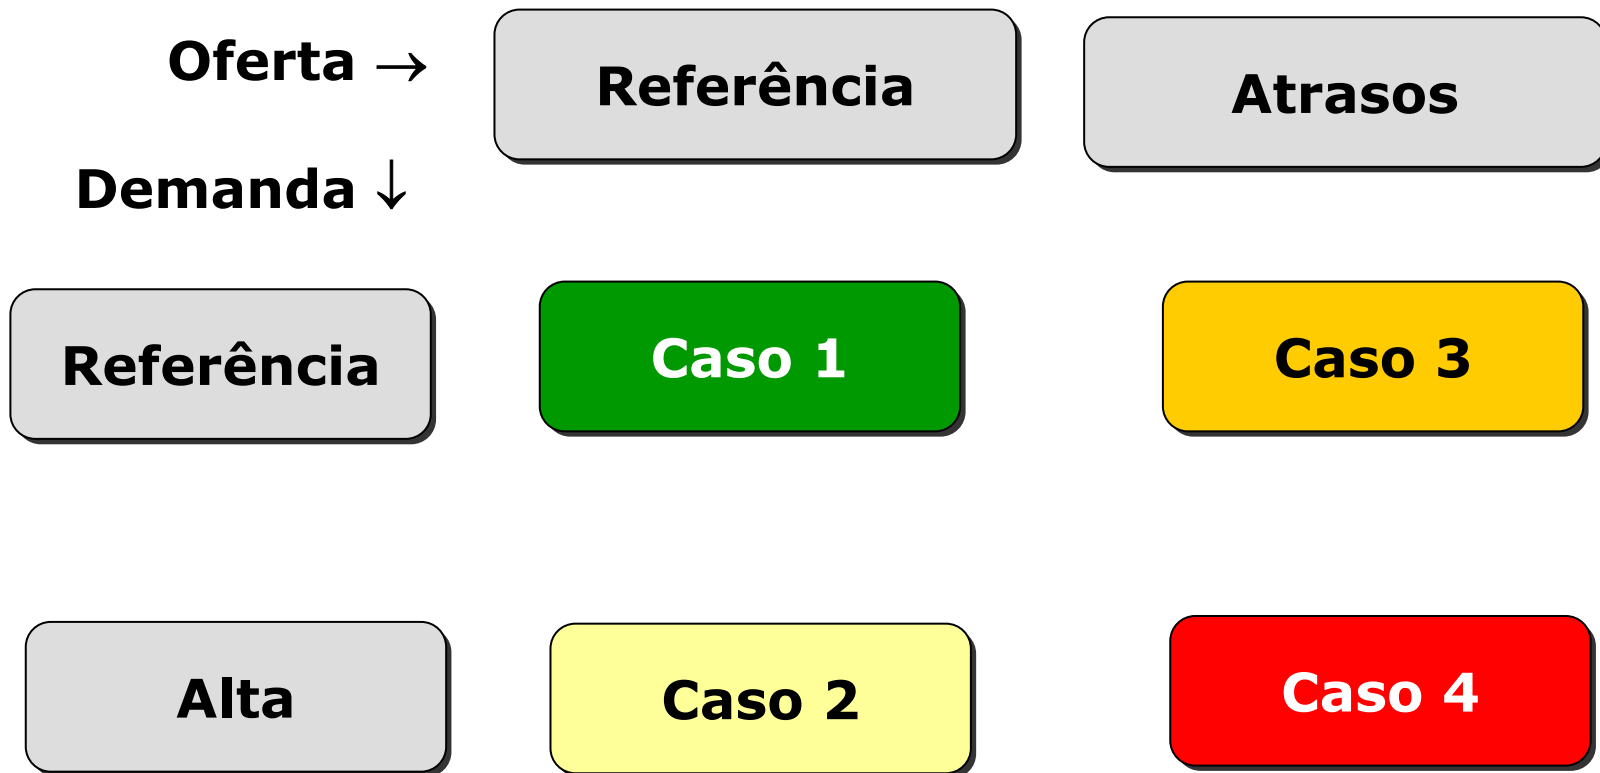 Oferta →
Referência
Atrasos
Demanda ↓
Referência
Caso 1
Caso 3
Alta
Caso 2
Caso 4